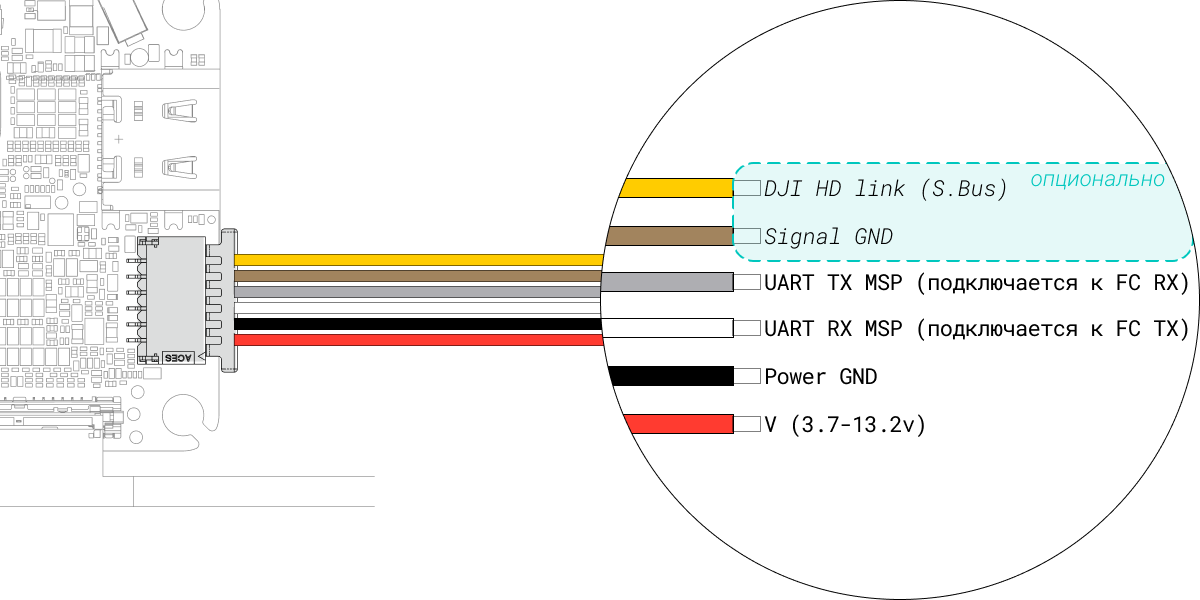 DJI HD link (S.Bus)
опционально
Signal GND
UART TX MSP (подключается к FC RX)
UART RX MSP (подключается к FC TX)
Power GND
V (3.7-13.2v)
ACES